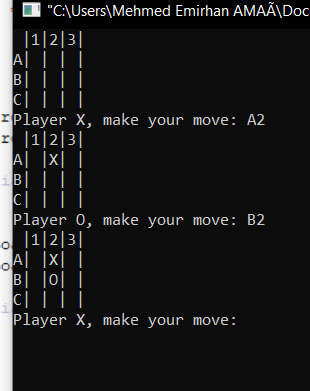 "C:\Users\Mehmed Emirhan AMAÃ\Doc
 |1|2|3|
A| | | |
B| | | |
C| | | |
Player X, make your move: A2
 |1|2|3|
A| |X| |
B| | | |
C| | | |
Player O, make your move: B2
 |1|2|3|
A| |X| |
B| |O| |
C| | | |
Player X, make your move: